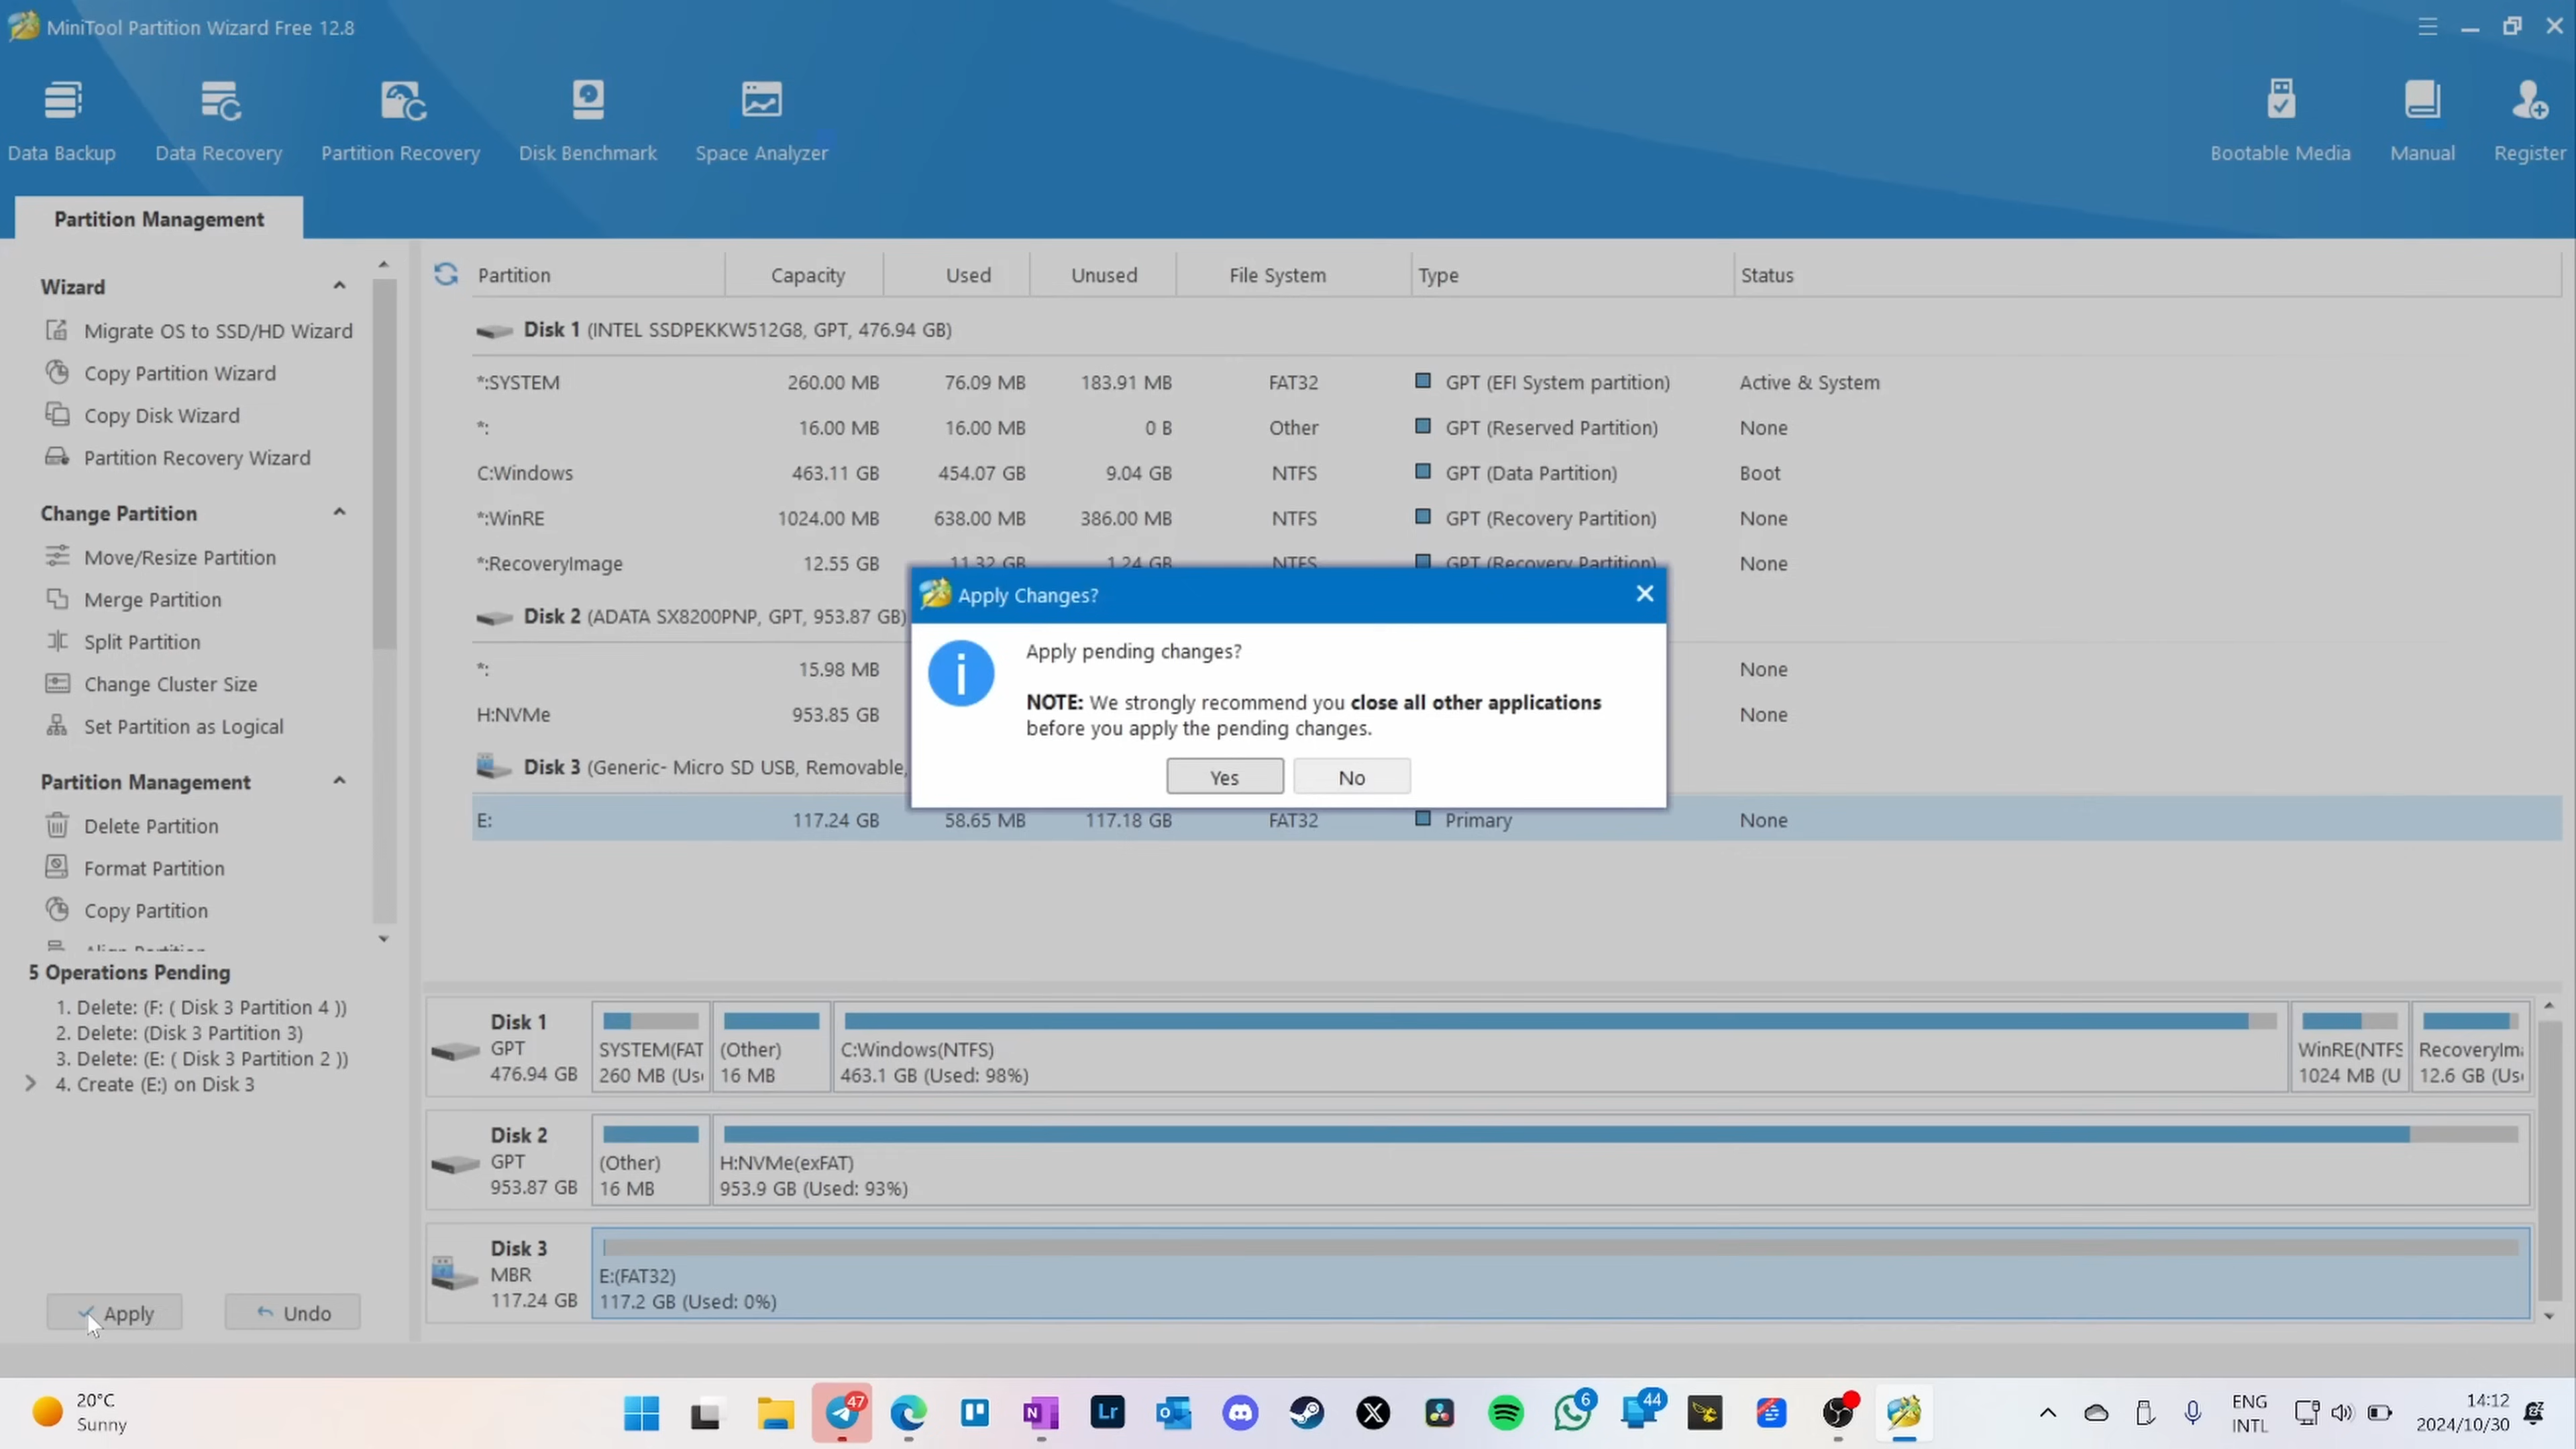 MiniTool Partition Wizard Free 12.8
Data Backup
Data Recovery
Partition Recovery
Disk Benchmark
Space Analyzer
Bootable Media
Manual
Register
Partition Management
Wizard
Migrate OS to SSD/HD Wizard
Copy Partition Wizard
Copy Disk Wizard
Partition Recovery Wizard
Change Partition
Move/Resize Partition
Merge Partition
Split Partition
Change Cluster Size
Set Partition as Logical
Partition Management
Delete Partition
Format Partition
Copy Partition
Align Partition
5 Operations Pending
1. Delete: (F: ( Disk 3 Partition 4 ))
2. Delete: (Disk 3 Partition 3)
3. Delete: (E: ( Disk 3 Partition 2 ))
4. Create (E:) on Disk 3
Apply
Undo
Partition Capacity Used Unused File System Type Status
Disk 1 (INTEL SSDPEKKW512G8, GPT, 476.94 GB)
*:SYSTEM 260.00 MB 76.09 MB 183.91 MB FAT32 GPT (EFI System partition) Active & System
*: 16.00 MB 16.00 MB 0 B Other GPT (Reserved Partition) None
C:Windows 463.11 GB 454.07 GB 9.04 GB NTFS GPT (Data Partition) Boot
*:WinRE 1024.00 MB 638.00 MB 386.00 MB NTFS GPT (Recovery Partition) None
*:RecoveryImage 12.55 GB 11.32 GB 1.24 GB NTFS GPT (Recovery Partition) None
Disk 2 (ADATA SX8200PNP, GPT, 953.87 GB)
*: 15.98 MB None
H:NVMe 953.85 GB None
Disk 3 (Generic- Micro SD USB, Removable,
E: 117.24 GB 58.65 MB 117.18 GB FAT32 Primary None
Apply Changes?
Apply pending changes?
NOTE: We strongly recommend you close all other applications
before you apply the pending changes.
Yes
No
Disk 1
GPT
476.94 GB
SYSTEM(FAT
260 MB (Us
(Other)
16 MB
C:Windows(NTFS)
463.1 GB (Used: 98%)
WinRE(NTFS
1024 MB (U
RecoveryIm
12.6 GB (Us
Disk 2
GPT
953.87 GB
(Other)
16 MB
H:NVMe(exFAT)
953.9 GB (Used: 93%)
Disk 3
MBR
117.24 GB
E:(FAT32)
117.2 GB (Used: 0%)
20°C
Sunny
47
N
Lr
6
44
ENG
INTL
14:12
2024/10/30